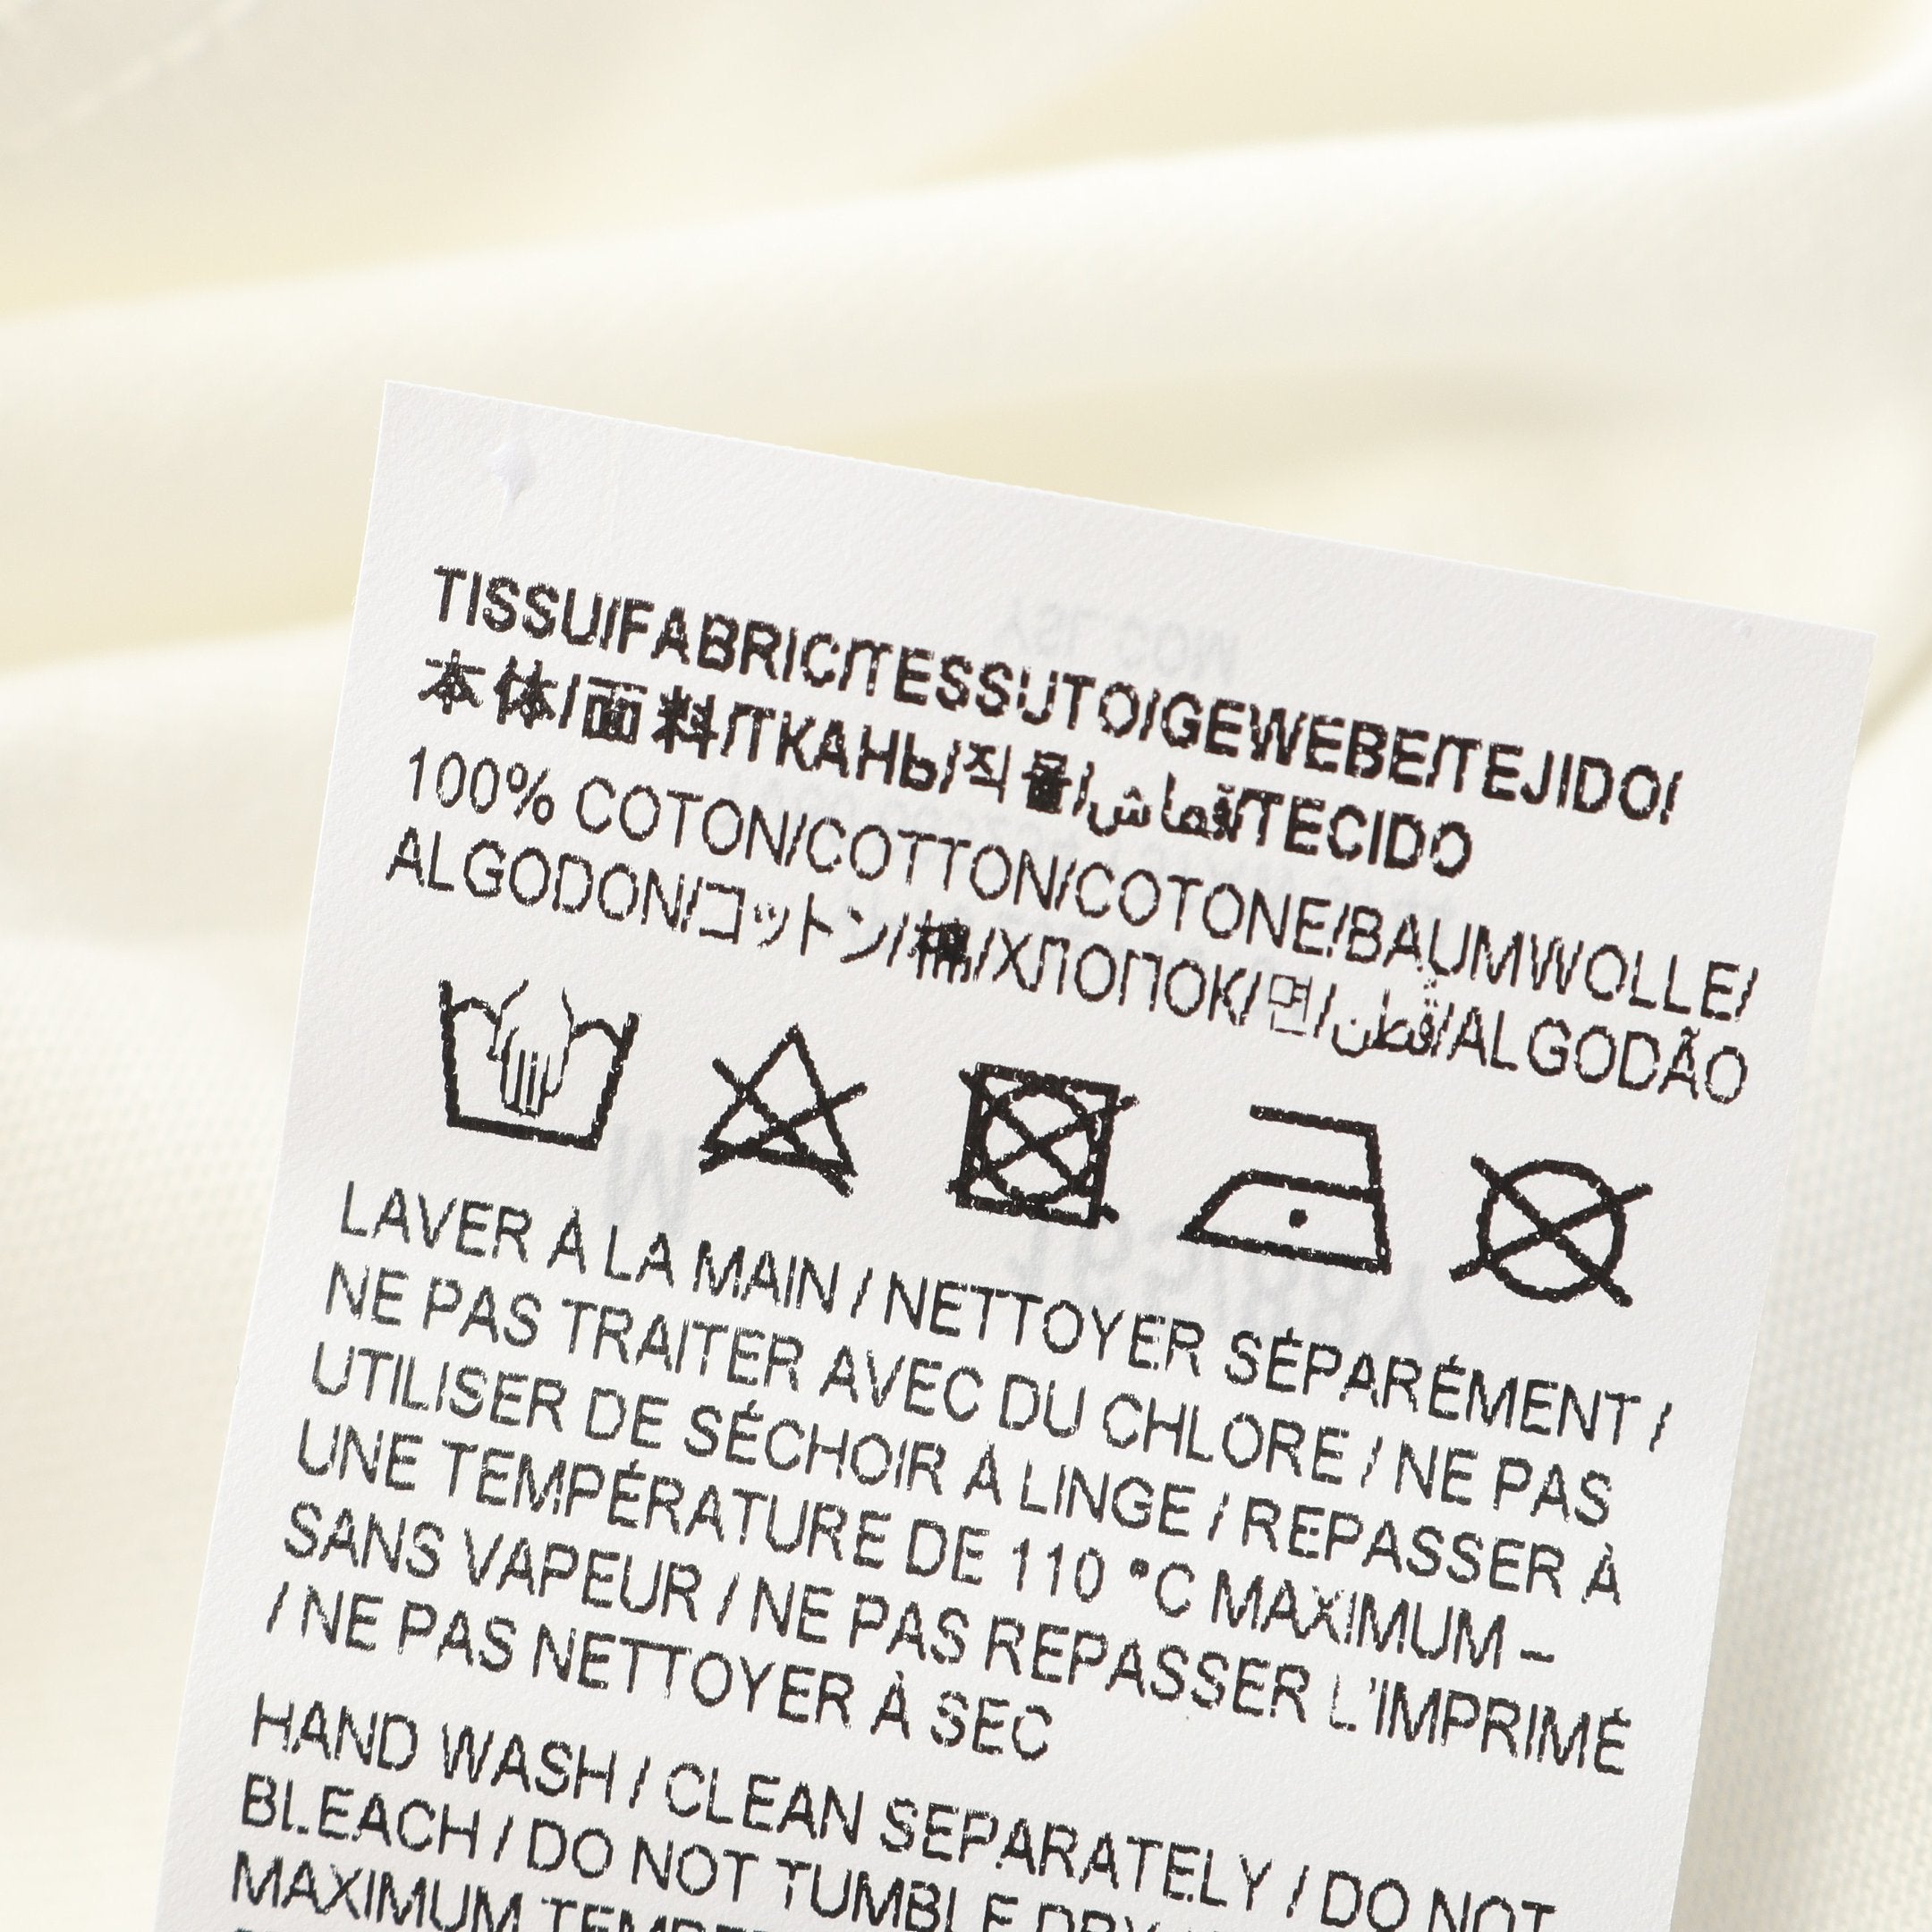 TISSU/FABRIC/TESSUTO/GEWEBE/TEJIDO/
本体/面料/ТКАНЬ/직물/قماش/TECIDO
100% COTON/COTTON/COTONE/BAUMWOLLE/
ALGODON/コットン/棉/ХЛОПОК/면/قطن/ALGODÃO
LAVER À LA MAIN / NETTOYER SÉPARÉMENT /
NE PAS TRAITER AVEC DU CHLORE / NE PAS
UTILISER DE SÉCHOIR À LINGE / REPASSER À
UNE TEMPÉRATURE DE 110 °C MAXIMUM –
SANS VAPEUR / NE PAS REPASSER L'IMPRIMÉ
/ NE PAS NETTOYER À SEC
HAND WASH / CLEAN SEPARATELY / DO NOT
BLEACH / DO NOT TUMBLE DRY
MAXIMUM